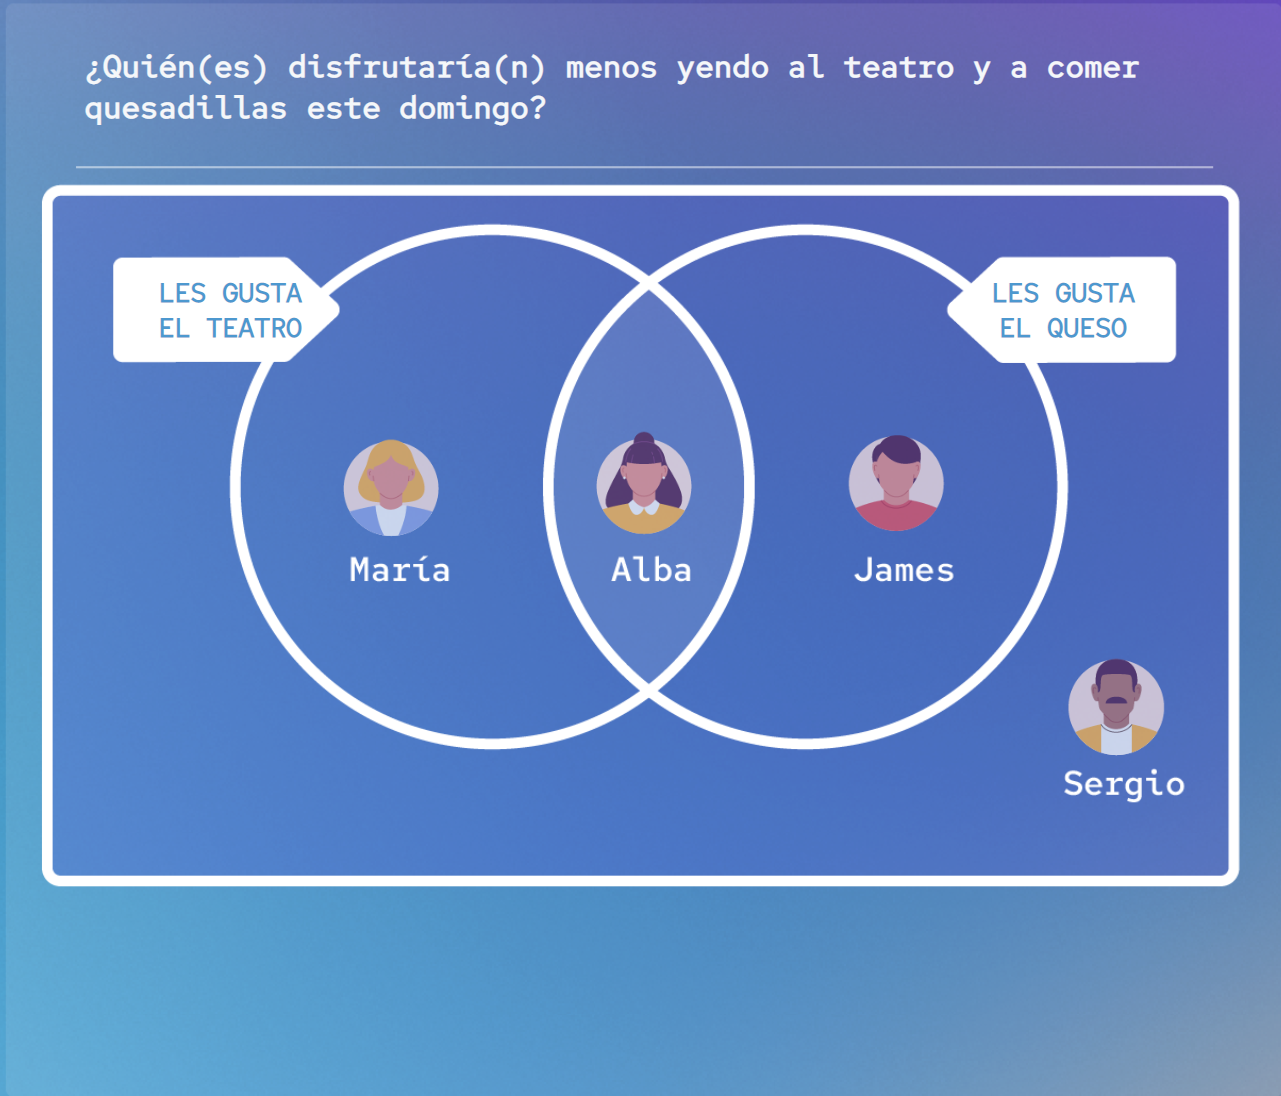 ¿Quién(es) disfrutaría(n) menos yendo al teatro y a comer
quesadillas este domingo?
LES GUSTA
EL TEATRO
LES GUSTA
EL QUESO
María
Alba
James
Sergio